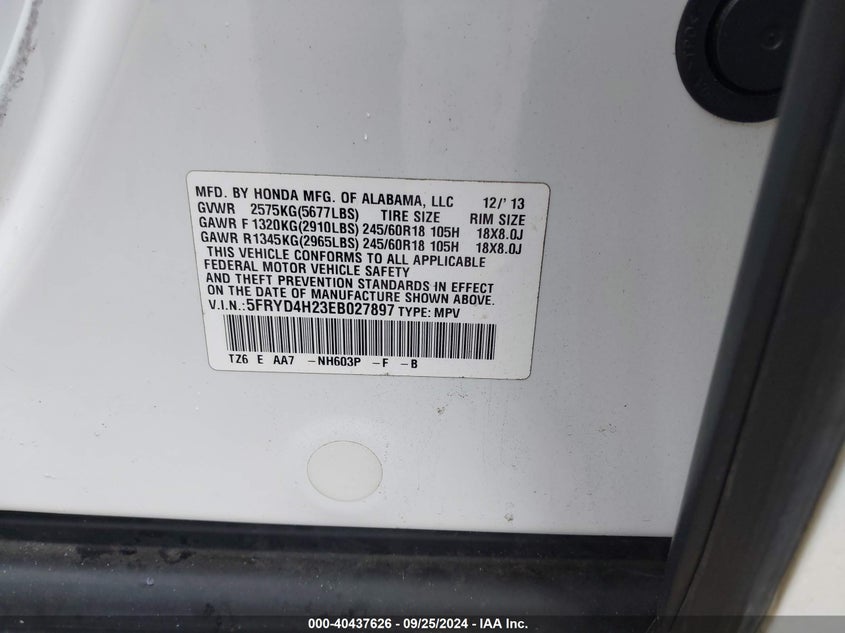 MFD. BY HONDA MFG. OF ALABAMA, LLC 12/' 13
GVWR 2575KG(5677LBS) TIRE SIZE RIM SIZE
GAWR F 1320KG(2910LBS) 245/60R18 105H 18X8.0J
GAWR R1345KG(2965LBS) 245/60R18 105H 18X8.0J
THIS VEHICLE CONFORMS TO ALL APPLICABLE
FEDERAL MOTOR VEHICLE SAFETY
AND THEFT PREVENTION STANDARDS IN EFFECT
ON THE DATE OF MANUFACTURE SHOWN ABOVE.
V.I.N.:5FRYD4H23EB027897 TYPE: MPV
TZ6 E AA7 -NH603P -F -B
000-40437626 - 09/25/2024 - IAA Inc.